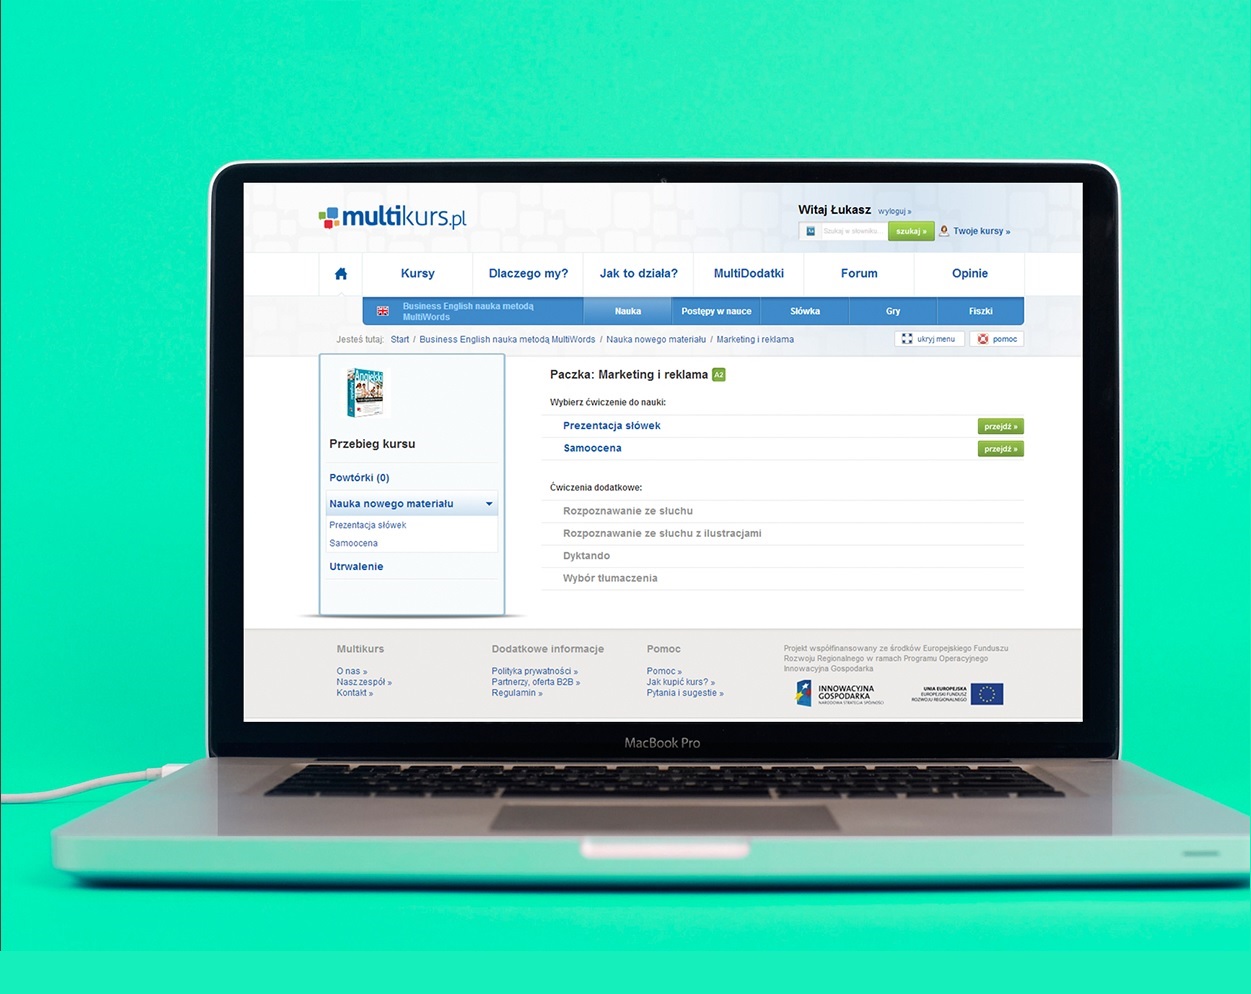 multikurs.pl
Witaj Łukasz wyloguj »
Szukaj w słowniku... szukaj » Twoje kursy »
Kursy Dlaczego my? Jak to działa? MultiDodatki Forum Opinie
Business English nauka metodą
MultiWords
Nauka Postępy w nauce Słówka Gry Fiszki
Jesteś tutaj: Start / Business English nauka metodą MultiWords / Nauka nowego materiału / Marketing i reklama
ukryj menu pomoc
Angielski
Przebieg kursu
Powtórki (0)
Nauka nowego materiału
Prezentacja słówek
Samoocena
Utrwalenie
Paczka: Marketing i reklama A2
Wybierz ćwiczenie do nauki:
Prezentacja słówek przejdź »
Samoocena przejdź »
Ćwiczenia dodatkowe:
Rozpoznawanie ze słuchu
Rozpoznawanie ze słuchu z ilustracjami
Dyktando
Wybór tłumaczenia
Multikurs
O nas »
Nasz zespół »
Kontakt »
Dodatkowe informacje
Polityka prywatności »
Partnerzy, oferta B2B »
Regulamin »
Pomoc
Pomoc »
Jak kupić kurs? »
Pytania i sugestie »
Projekt współfinansowany ze środków Europejskiego Funduszu
Rozwoju Regionalnego w ramach Programu Operacyjnego
Innowacyjna Gospodarka
INNOWACYJNA
GOSPODARKA
NARODOWA STRATEGIA SPÓJNOŚCI
UNIA EUROPEJSKA
EUROPEJSKI FUNDUSZ
ROZWOJU REGIONALNEGO
MacBook Pro